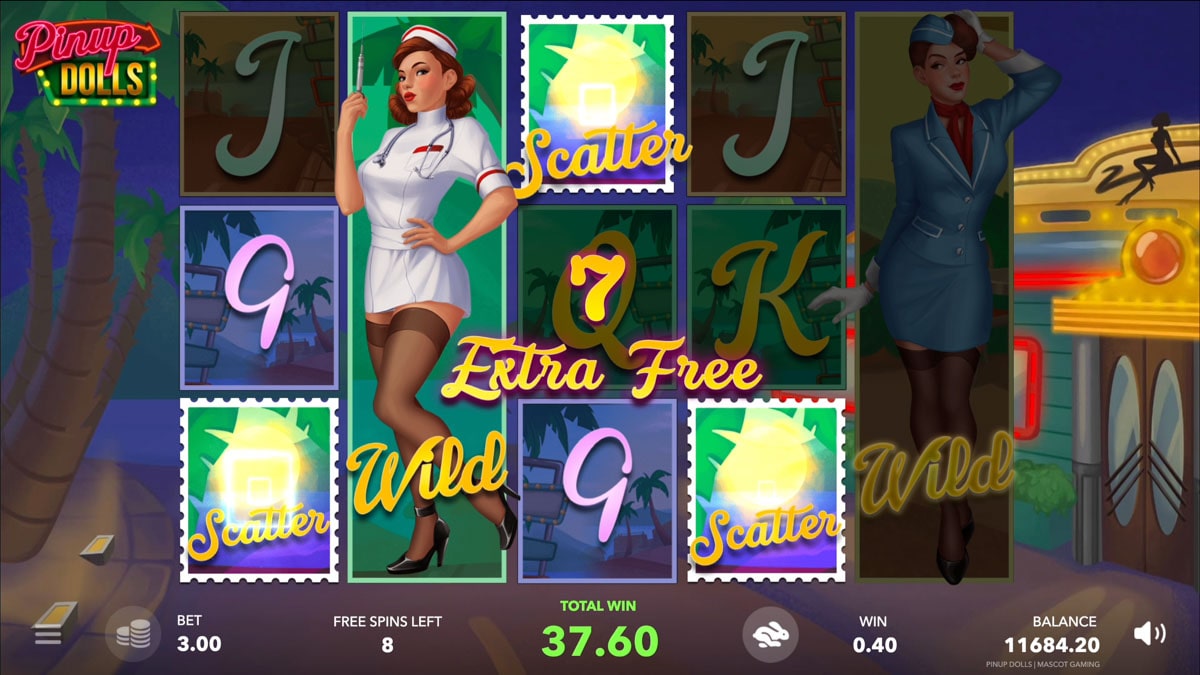 Pinup
DOLLS
J
Scatter
J
9
Q
K
7
Extra Free
Scatter
Wild
9
Scatter
Wild
BET
3.00
FREE SPINS LEFT
8
TOTAL WIN
37.60
WIN
0.40
BALANCE
11684.20
PINUP DOLLS | MASCOT GAMING